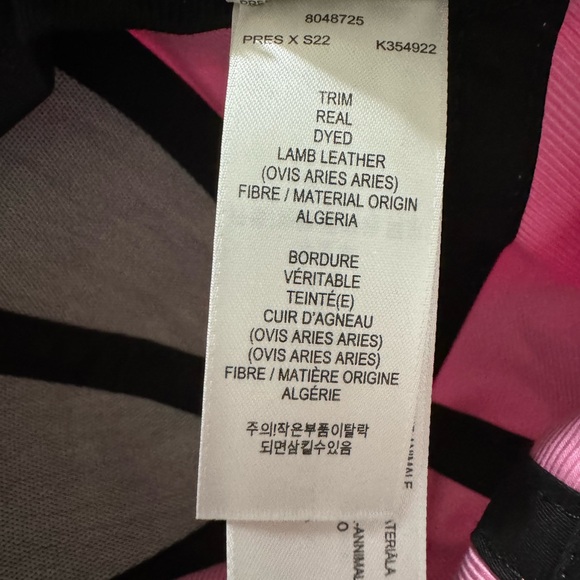 8048725
PRES X S22 K354922
TRIM
REAL
DYED
LAMB LEATHER
(OVIS ARIES ARIES)
FIBRE / MATERIAL ORIGIN
ALGERIA
BORDURE
VÉRITABLE
TEINTÉ(E)
CUIR D'AGNEAU
(OVIS ARIES ARIES)
(OVIS ARIES ARIES)
FIBRE / MATIÈRE ORIGINE
ALGÉRIE
주의!작은부품이탈락
되면삼킬수있음